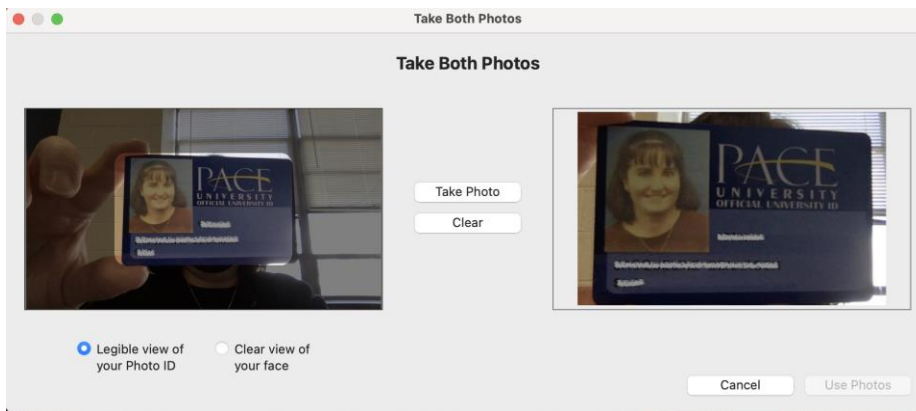 Take Both Photos
Take Both Photos
PACE
UNIVERSITY
OFFICIAL UNIVERSITY ID
Take Photo
Clear
PACE
UNIVERSITY
OFFICIAL UNIVERSITY ID
Legible view of
your Photo ID
Clear view of
your face
Cancel
Use Photos